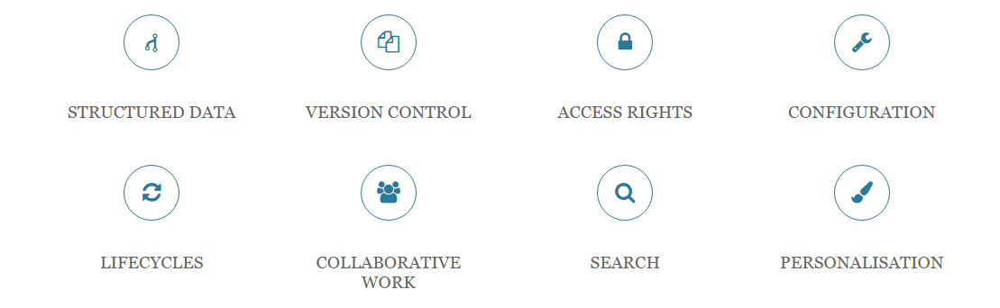 STRUCTURED DATA
VERSION CONTROL
ACCESS RIGHTS
CONFIGURATION
LIFECYCLES
COLLABORATIVE
WORK
SEARCH
PERSONALISATION